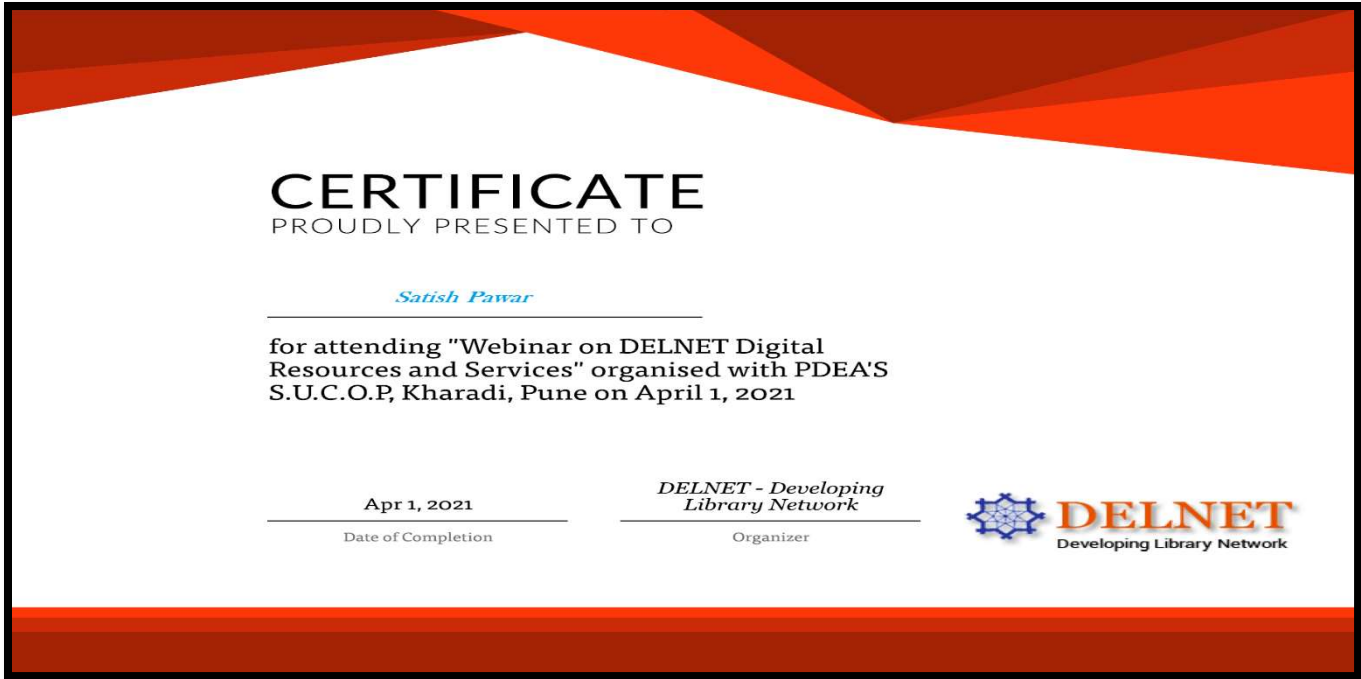 CERTIFICATE
PROUDLY PRESENTED TO
Satish Pawar
for attending "Webinar on DELNET Digital
Resources and Services" organised with PDEA'S
S.U.C.O.P, Kharadi, Pune on April 1, 2021
Apr 1, 2021
Date of Completion
DELNET - Developing
Library Network
Organizer
DELNET
Developing Library Network